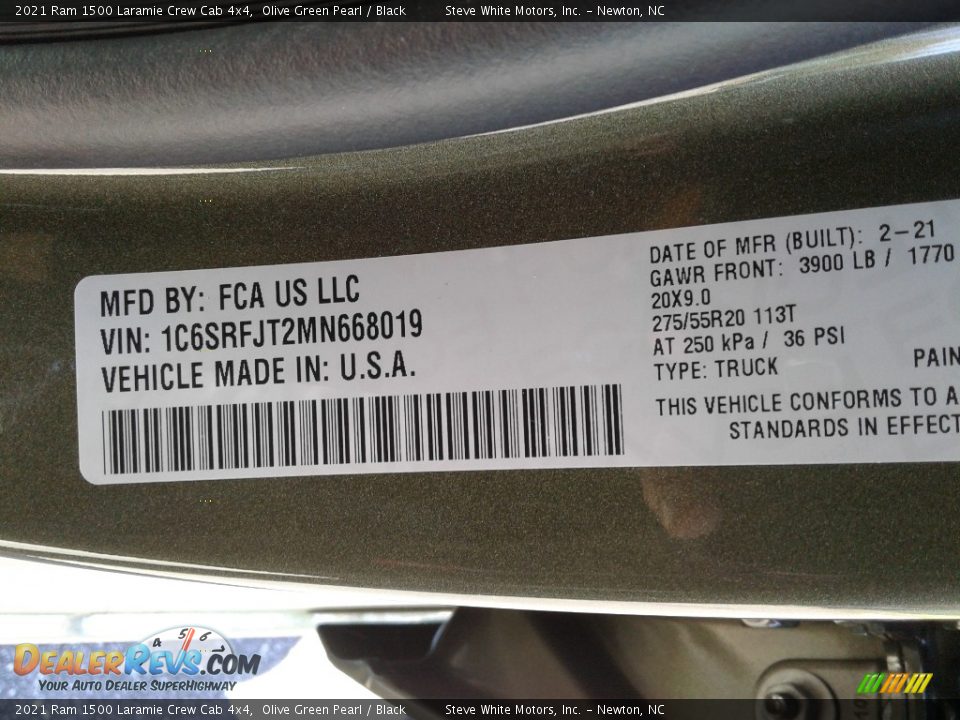 2021 Ram 1500 Laramie Crew Cab 4x4, Olive Green Pearl / Black Steve White Motors, Inc. – Newton, NC
MFD BY: FCA US LLC
VIN: 1C6SRFJT2MN668019
VEHICLE MADE IN: U.S.A.
DATE OF MFR (BUILT): 2-21
GAWR FRONT: 3900 LB / 1770
20X9.0
275/55R20 113T
AT 250 kPa / 36 PSI
TYPE: TRUCK PAIN
THIS VEHICLE CONFORMS TO A
STANDARDS IN EFFECT
4 5 6
DEALERREVS.COM
YOUR AUTO DEALER SUPERHIGHWAY
2021 Ram 1500 Laramie Crew Cab 4x4, Olive Green Pearl / Black Steve White Motors, Inc. – Newton, NC